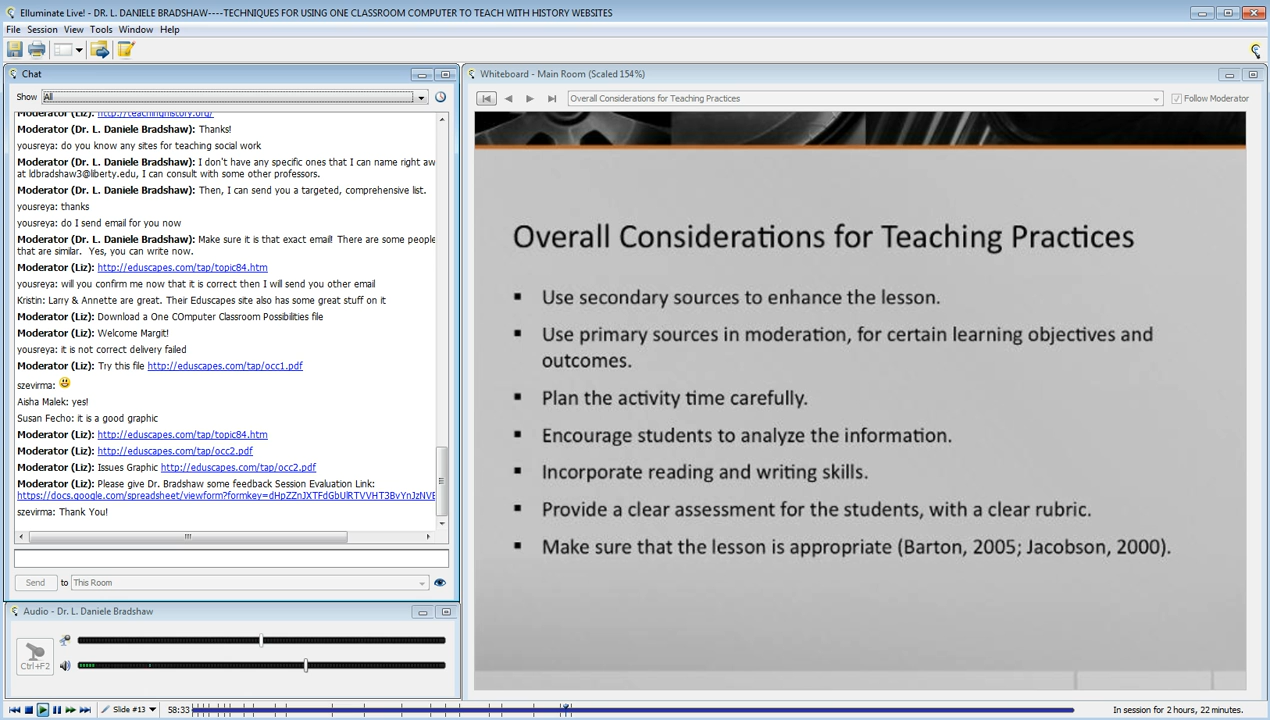 Elluminate Live! - DR. L. DANIELE BRADSHAW----TECHNIQUES FOR USING ONE CLASSROOM COMPUTER TO TEACH WITH HISTORY WEBSITES
File Session View Tools Window Help
Chat
Show All
Moderator (Liz): http://teachinghistory.org/
Moderator (Dr. L. Daniele Bradshaw): Thanks!
yousreya: do you know any sites for teaching social work
Moderator (Dr. L. Daniele Bradshaw): I don't have any specific ones that I can name right aw
at ldbradshaw3@liberty.edu, I can consult with some other professors.
Moderator (Dr. L. Daniele Bradshaw): Then, I can send you a targeted, comprehensive list.
yousreya: thanks
yousreya: do I send email for you now
Moderator (Dr. L. Daniele Bradshaw): Make sure it is that exact email! There are some people
that are similar. Yes, you can write now.
Moderator (Liz): http://eduscapes.com/tap/topic84.htm
yousreya: will you confirm me now that it is correct then I will send you other email
Kristin: Larry & Annette are great. Their Eduscapes site also has some great stuff on it
Moderator (Liz): Download a One COmputer Classroom Possibilities file
Moderator (Liz): Welcome Margit!
yousreya: it is not correct delivery failed
Moderator (Liz): Try this file http://eduscapes.com/tap/occ1.pdf
szevirma:
Aisha Malek: yes!
Susan Fecho: it is a good graphic
Moderator (Liz): http://eduscapes.com/tap/topic84.htm
Moderator (Liz): http://eduscapes.com/tap/occ2.pdf
Moderator (Liz): Issues Graphic http://eduscapes.com/tap/occ2.pdf
Moderator (Liz): Please give Dr. Bradshaw some feedback Session Evaluation Link:
https://docs.google.com/spreadsheet/viewform?formkey=dHpZZnJXTFdGbUlRTVVHT3BvYnJzNVE
szevirma: Thank You!
Send to This Room
Audio - Dr. L. Daniele Bradshaw
Ctrl+F2
Whiteboard - Main Room (Scaled 154%)
Overall Considerations for Teaching Practices
Follow Moderator
Overall Considerations for Teaching Practices
▪ Use secondary sources to enhance the lesson.
▪ Use primary sources in moderation, for certain learning objectives and
outcomes.
▪ Plan the activity time carefully.
▪ Encourage students to analyze the information.
▪ Incorporate reading and writing skills.
▪ Provide a clear assessment for the students, with a clear rubric.
▪ Make sure that the lesson is appropriate (Barton, 2005; Jacobson, 2000).
Slide #13 58:33 In session for 2 hours, 22 minutes.